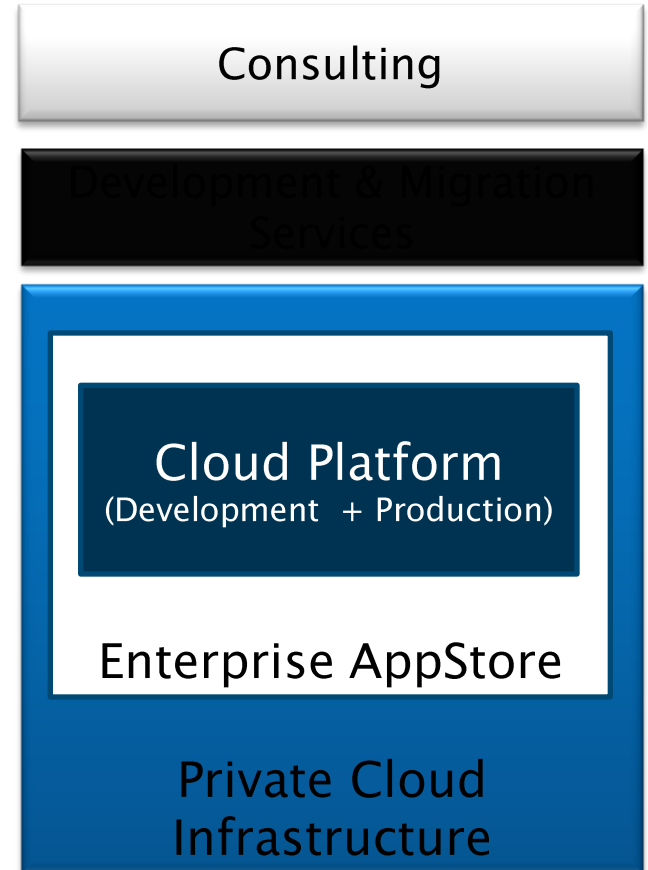 Consulting
Development & Migration
Services
Cloud Platform
(Development + Production)
Enterprise AppStore
Private Cloud
Infrastructure